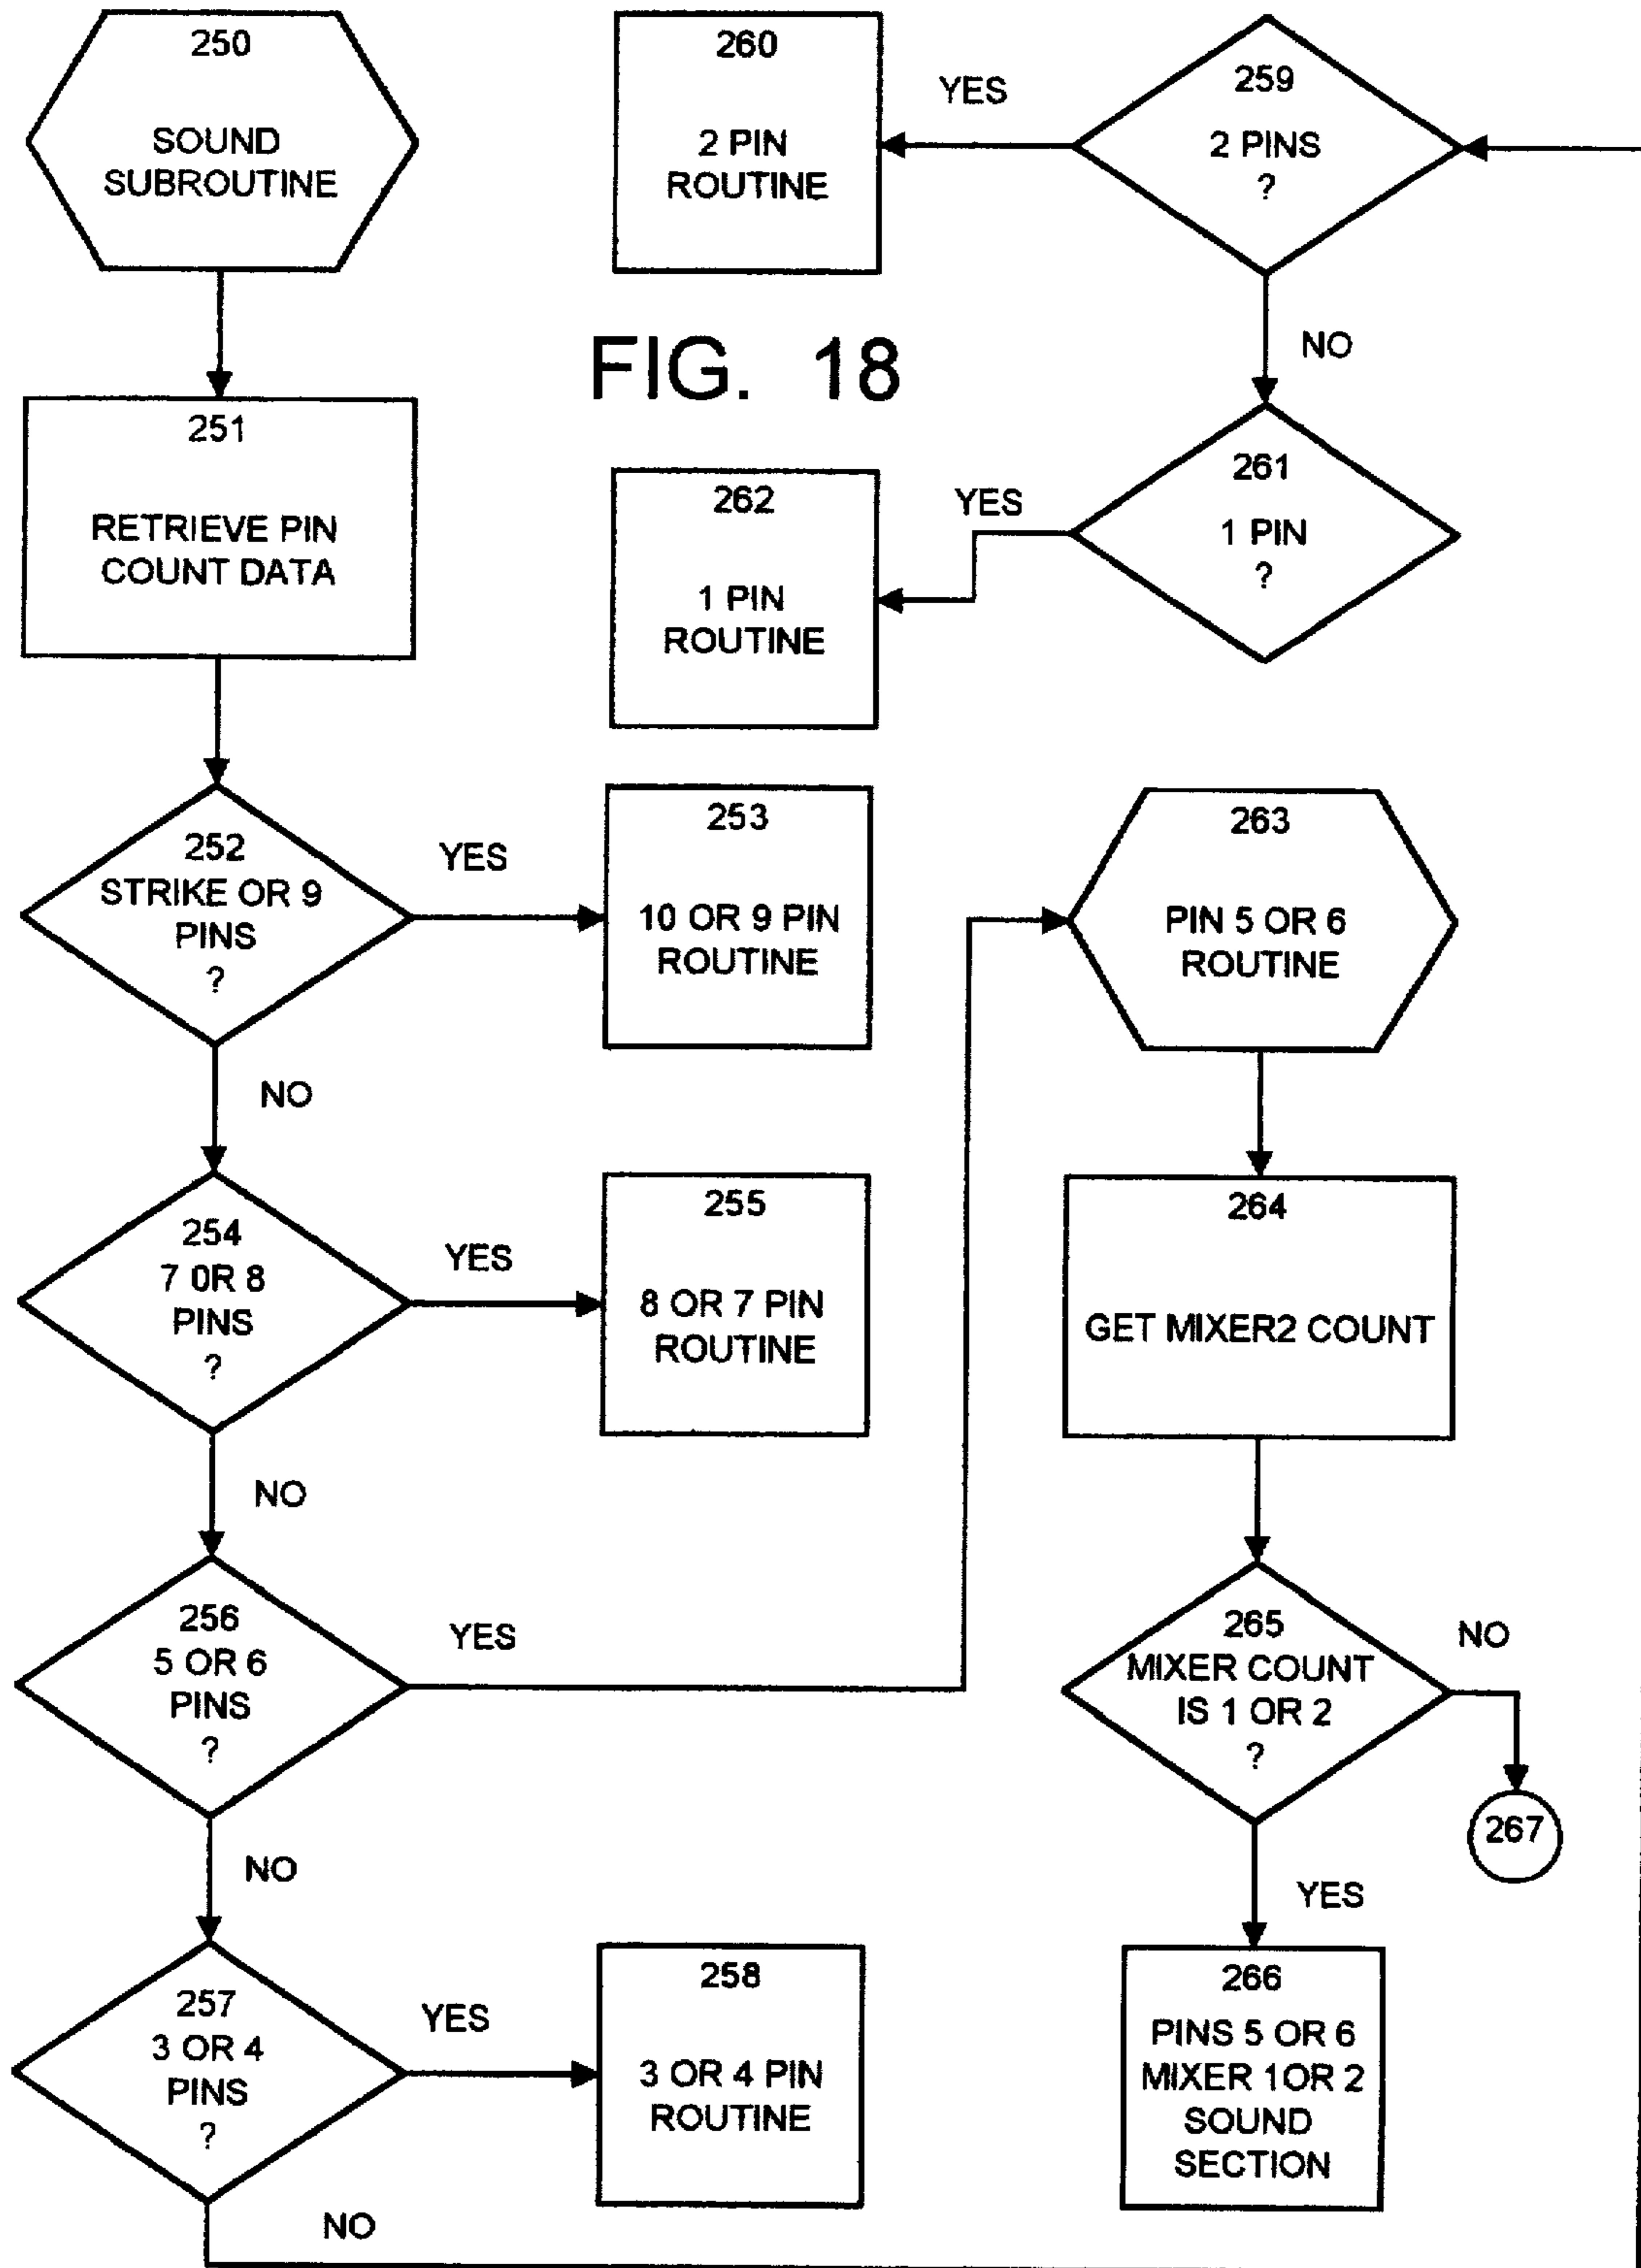 250
SOUND
SUBROUTINE
260
2 PIN
ROUTINE
YES
259
2 PINS
?
NO
FIG. 18
251
RETRIEVE PIN
COUNT DATA
262
1 PIN
ROUTINE
YES
261
1 PIN
?
252
STRIKE OR 9
PINS
?
YES
253
10 OR 9 PIN
ROUTINE
NO
263
PIN 5 OR 6
ROUTINE
254
7 0R 8
PINS
?
YES
255
8 OR 7 PIN
ROUTINE
NO
264
GET MIXER2 COUNT
256
5 OR 6
PINS
?
YES
NO
265
MIXER COUNT
IS 1 OR 2
?
NO
267
YES
257
3 OR 4
PINS
?
YES
258
3 OR 4 PIN
ROUTINE
NO
266
PINS 5 OR 6
MIXER 1OR 2
SOUND
SECTION